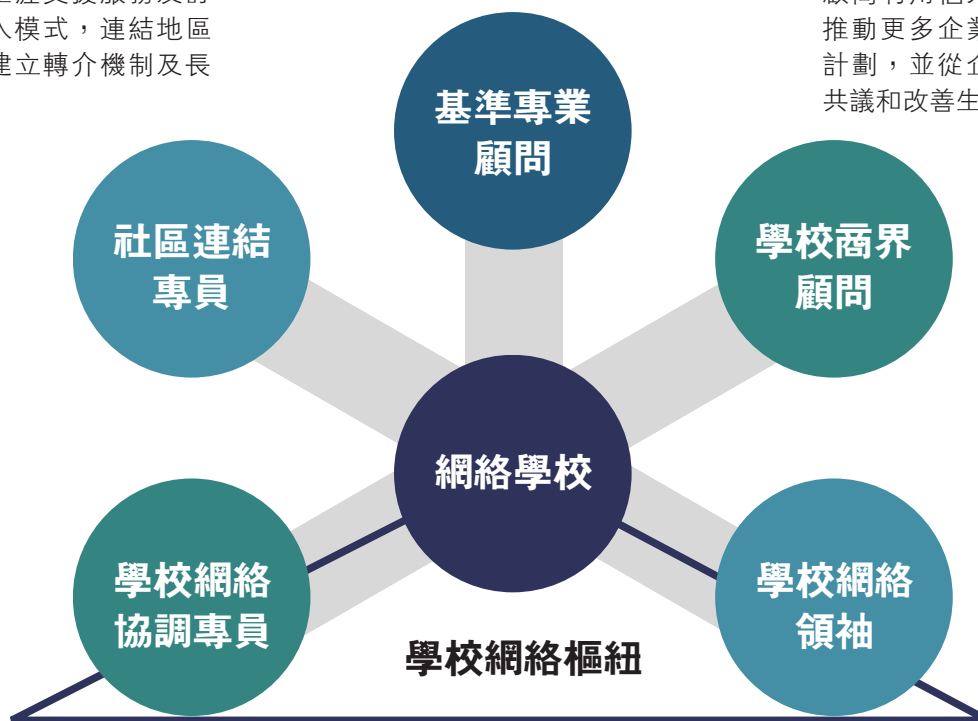 人模式，連結地區
建立轉介機制及長
推動更多企業
計劃，並從企
共議和改善生
基準專業
顧問
社區連結
專員
學校商界
顧問
網絡學校
學校網絡
協調專員
學校網絡
領袖
學校網絡樞紐